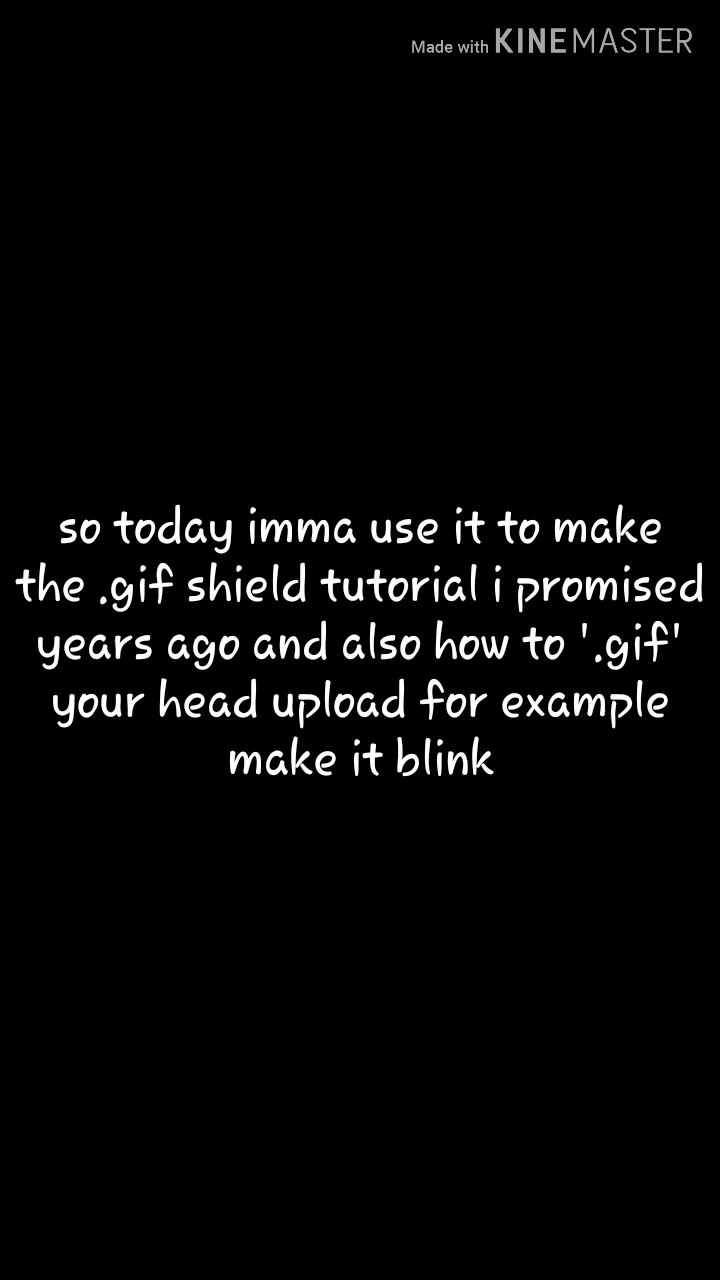 Made with KINEMASTER
so today imma use it to make
the .gif shield tutorial i promised
years ago and also how to '.gif'
your head upload for example
make it blink